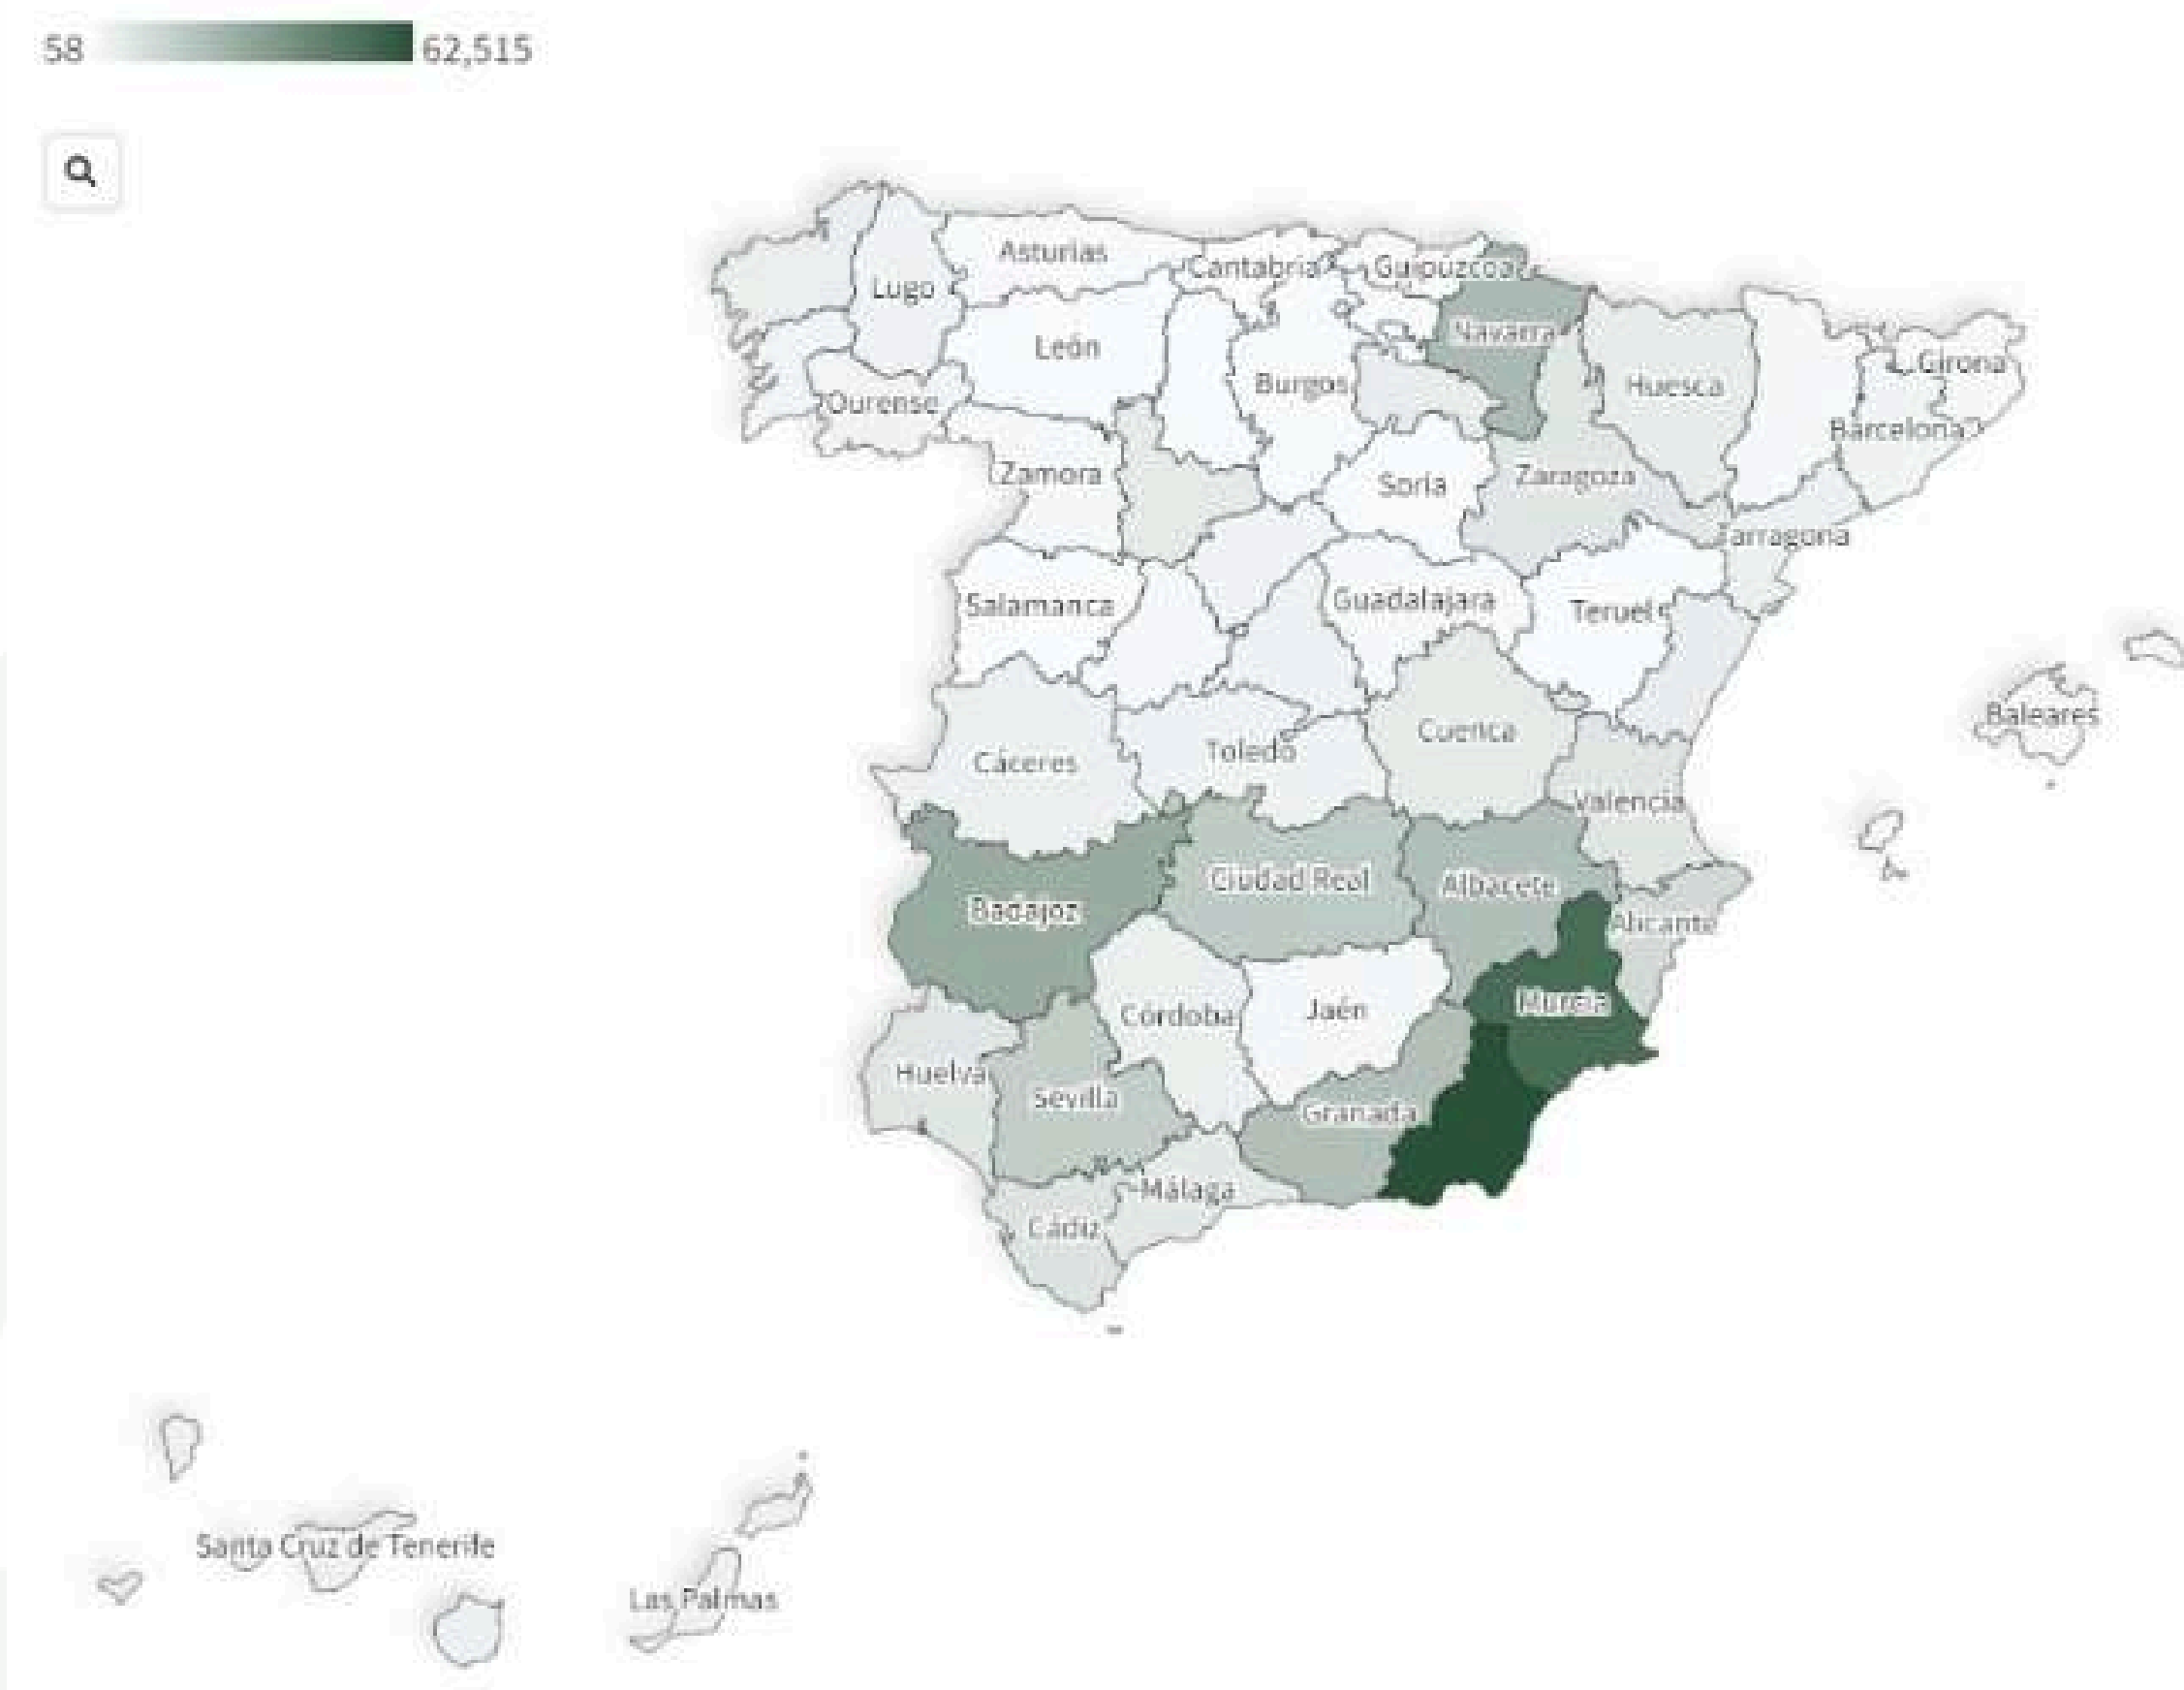 58 62,515
Asturias
Cantabria
Guipúzcoa
Lugo
Navarra
León
Girona
Huesca
Burgos
Ourense
Barcelona
Zamora
Zaragoza
Soria
Tarragona
Salamanca
Guadalajara
Teruel
Baleares
Cuenca
Toledo
Cáceres
Valencia
Ciudad Real
Albacete
Badajoz
Alicante
Murcia
Jaén
Córdoba
Huelva
Sevilla
Granada
Málaga
Cádiz
Santa Cruz de Tenerife
Las Palmas